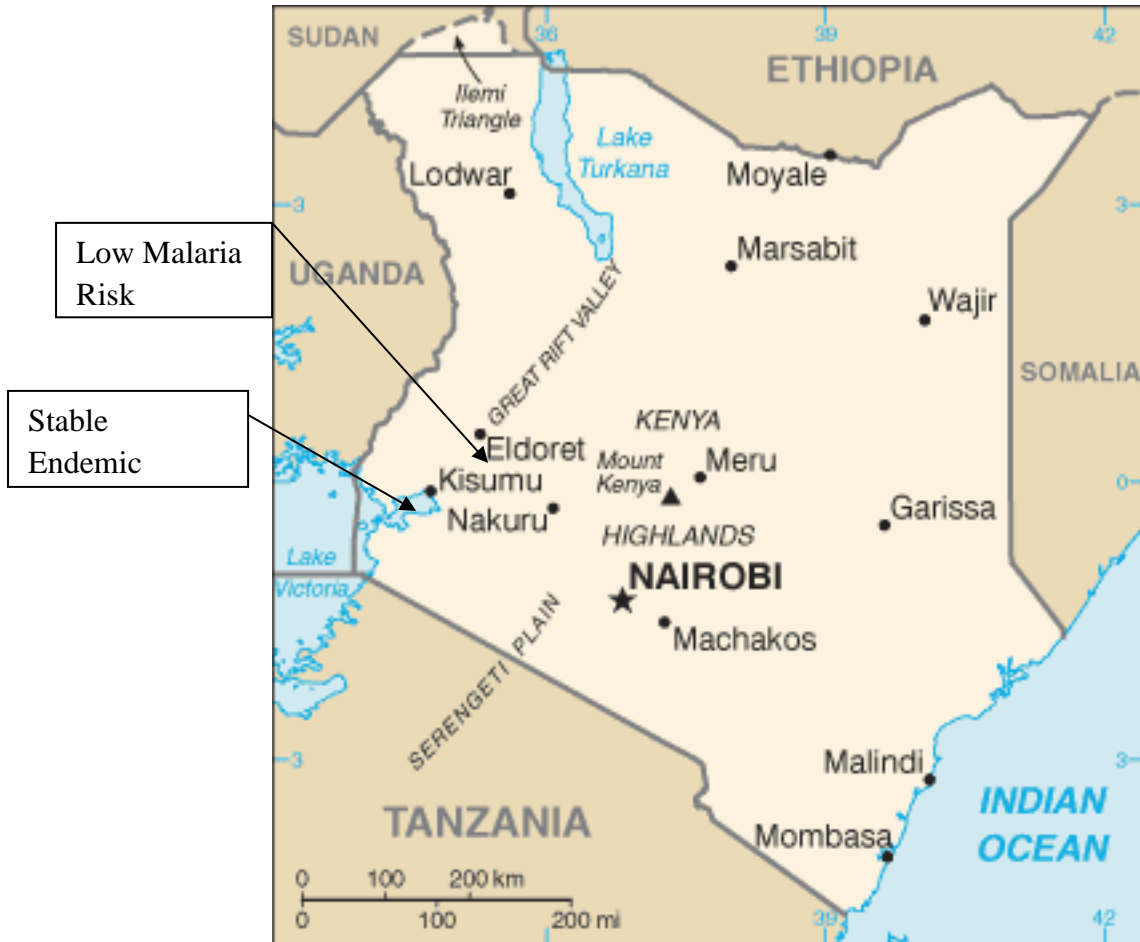 36
39
42
SUDAN
ETHIOPIA
Ilemi
Triangle
Lake
Turkana
Lodwar
Moyale
3
3
Low Malaria
Risk
UGANDA
Marsabit
Wajir
GREAT RIFT VALLEY
SOMALIA
Stable
Endemic
KENYA
Eldoret
Mount
Kenya
Meru
Kisumu
0
Nakuru
Garissa
HIGHLANDS
Lake
Victoria
NAIROBI
Machakos
SERENGETI PLAIN
3
3
Malindi
INDIAN
OCEAN
TANZANIA
Mombasa
0 100 200 km
0 100 200 mi
39
42